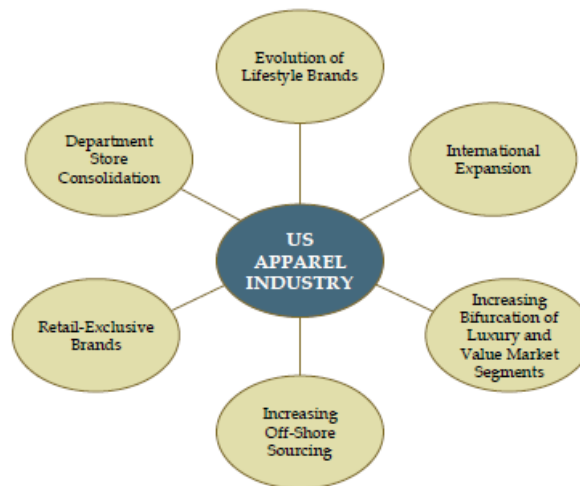 Evolution of
Lifestyle Brands
Department
Store
Consolidation
International
Expansion
US
APPAREL
INDUSTRY
Retail-Exclusive
Brands
Increasing
Bifurcation of
Luxury and
Value Market
Segments
Increasing
Off-Shore
Sourcing